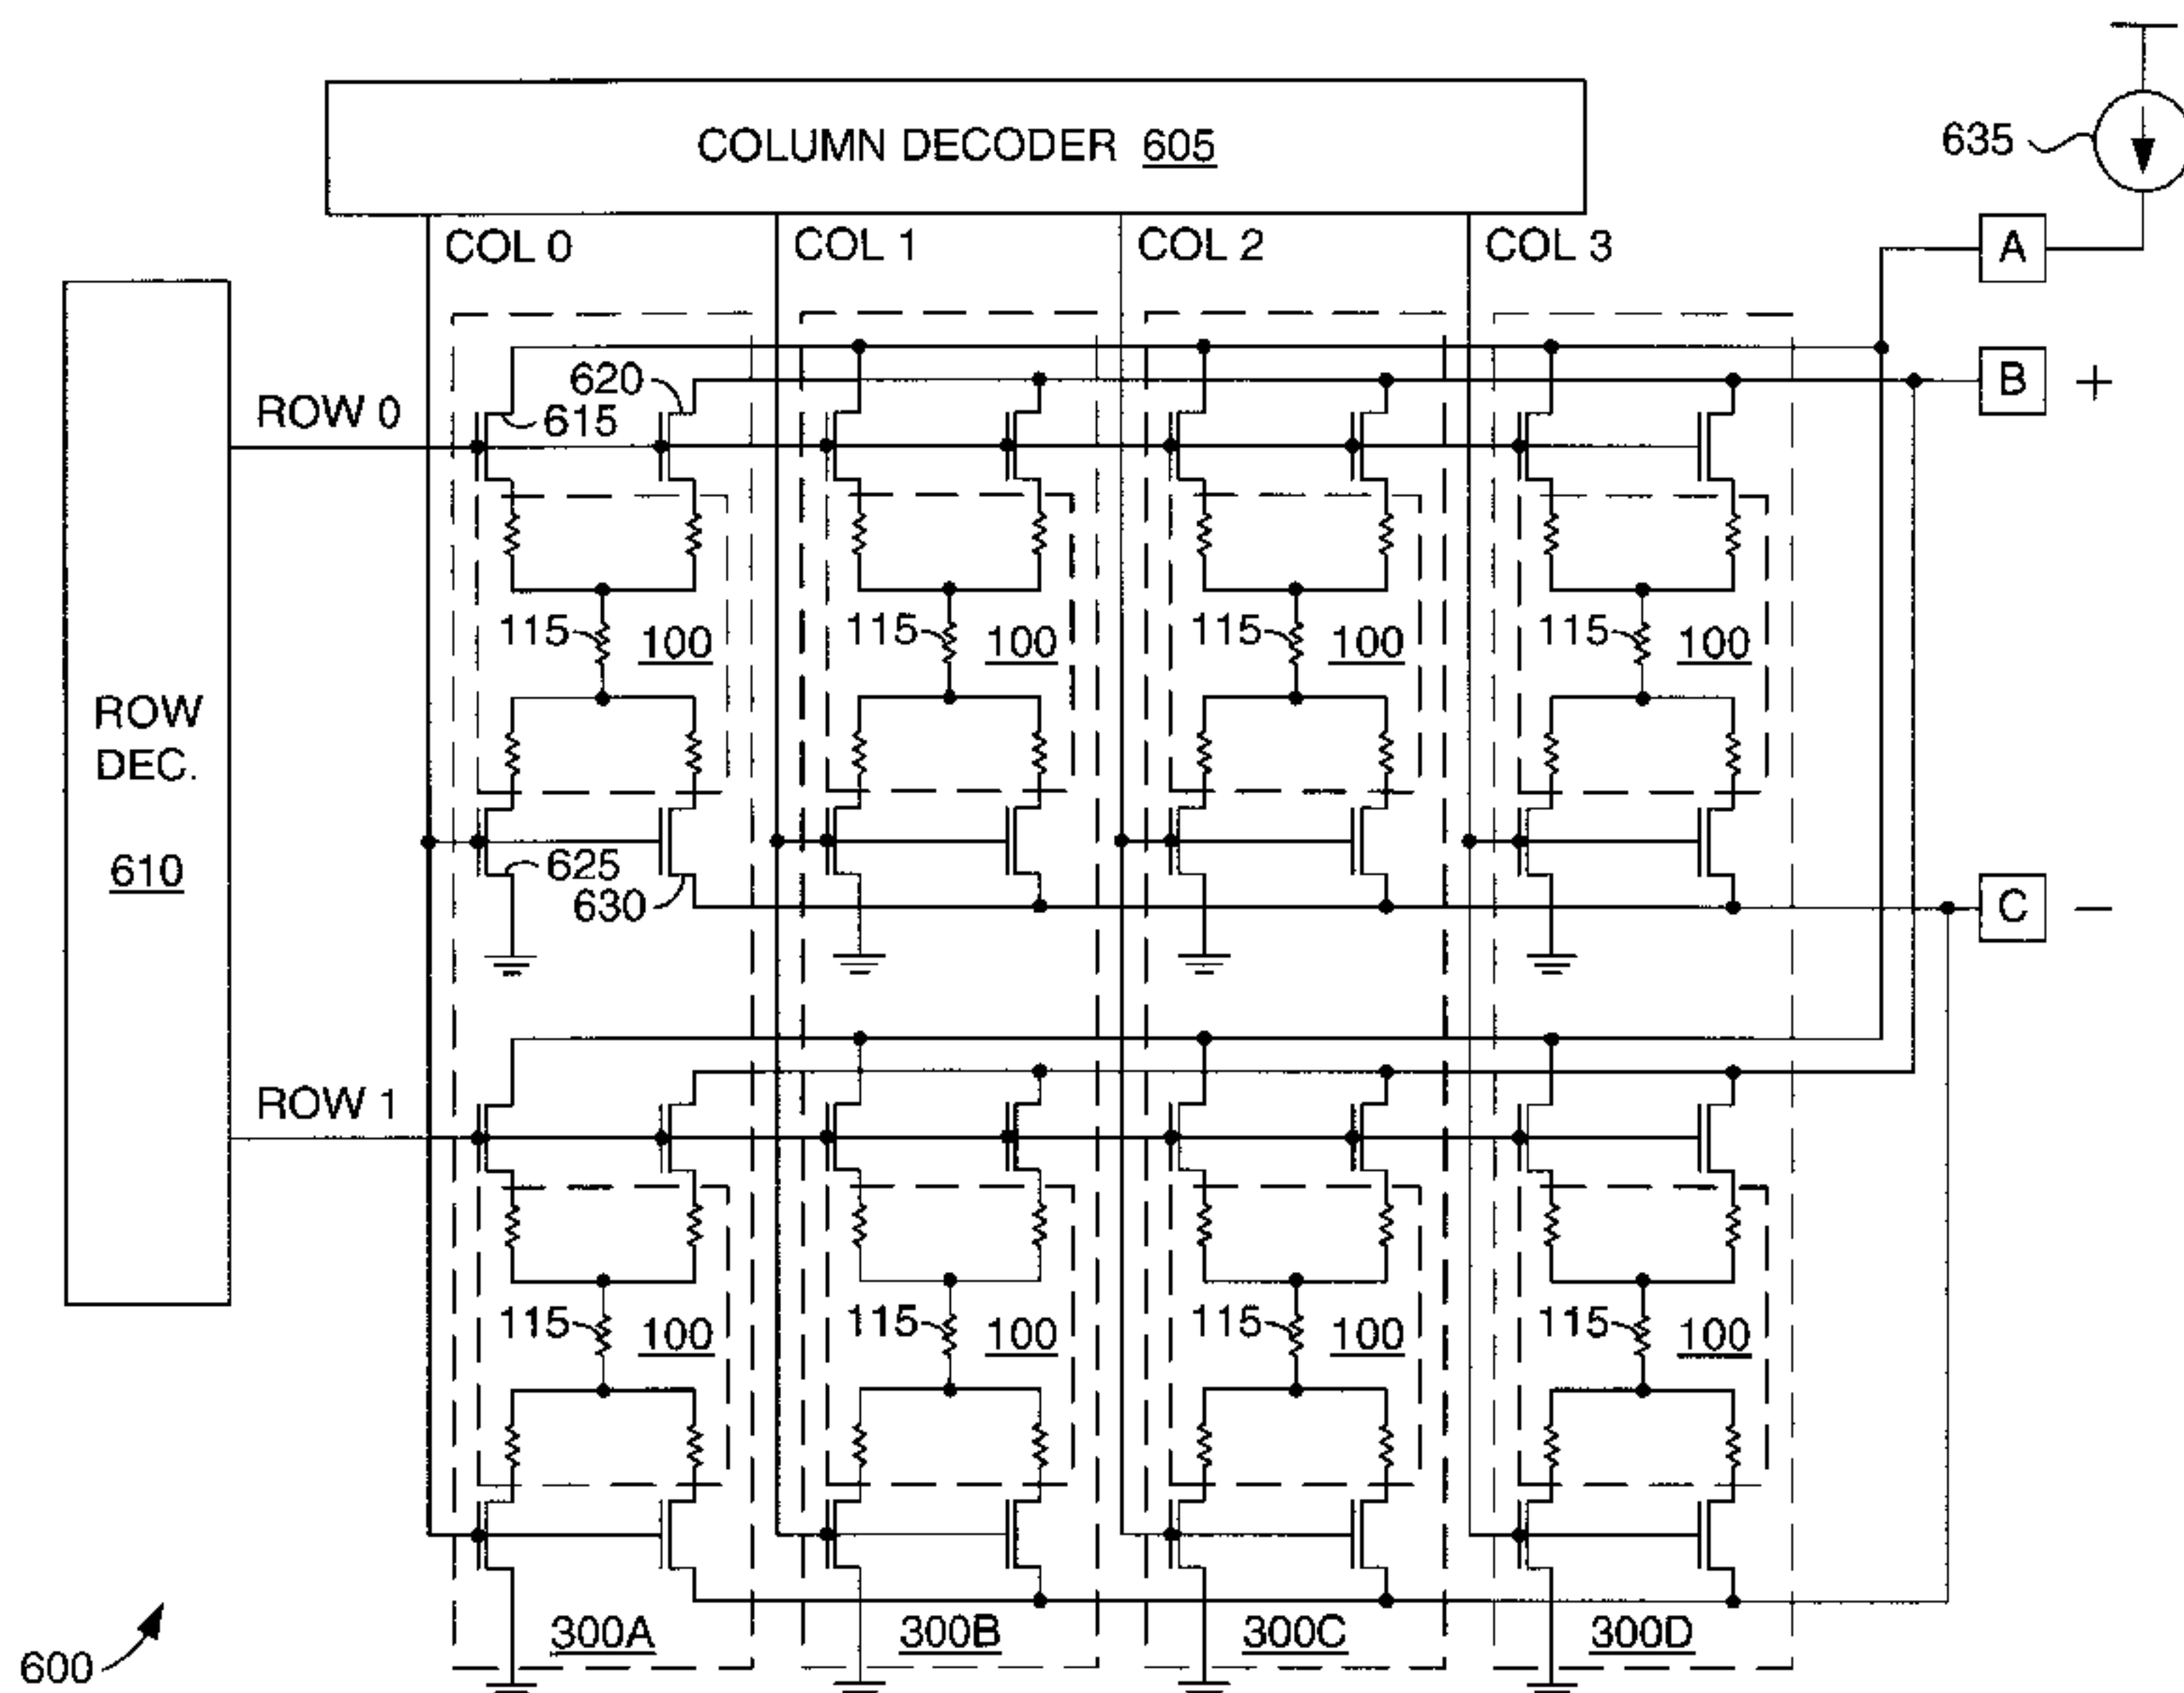 COLUMN DECODER 605
635
COL 0
COL 1
COL 2
COL 3
A
620
B +
ROW 0
615
115 100
115 100
115 100
115 100
ROW
DEC.
610
625
630
C −
ROW 1
115 100
115 100
115 100
115 100
300A
300B
300C
300D
600